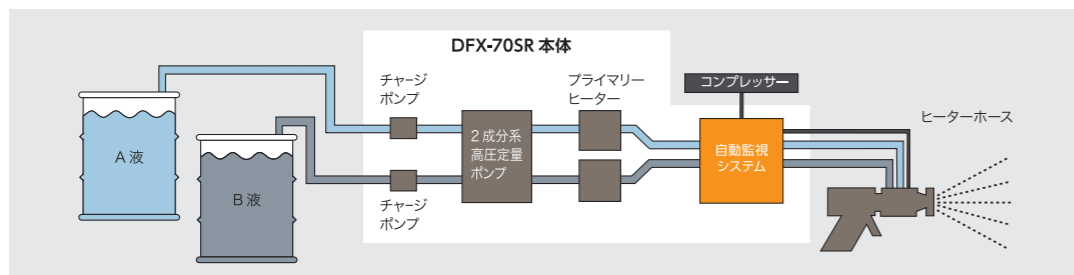 DFX-70SR 本体
チャージ
ポンプ
プライマリー
ヒーター
コンプレッサー
ヒーターホース
A 液
B 液
2 成分系
高圧定量
ポンプ
自動監視
システム
チャージ
ポンプ